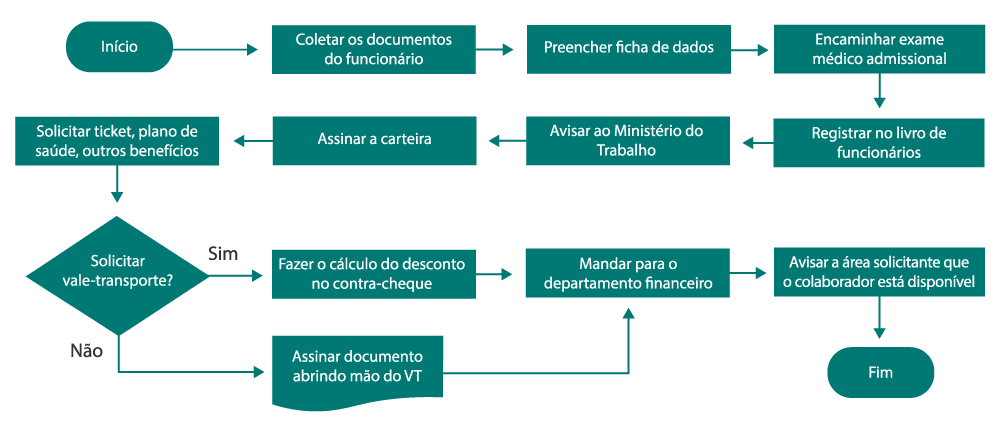 Início
Coletar os documentos
do funcionário
Preencher ficha de dados
Encaminhar exame
médico admissional
Registrar no livro de
funcionários
Avisar ao Ministério do
Trabalho
Assinar a carteira
Solicitar ticket, plano de
saúde, outros benefícios
Solicitar
vale-transporte?
Sim
Fazer o cálculo do desconto
no contra-cheque
Mandar para o
departamento financeiro
Avisar a área solicitante que
o colaborador está disponível
Não
Assinar documento
abrindo mão do VT
Fim